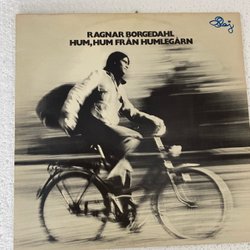 RAGNAR BORGEDAHL
HUM, HUM FRÅN HUMLEGÅRN